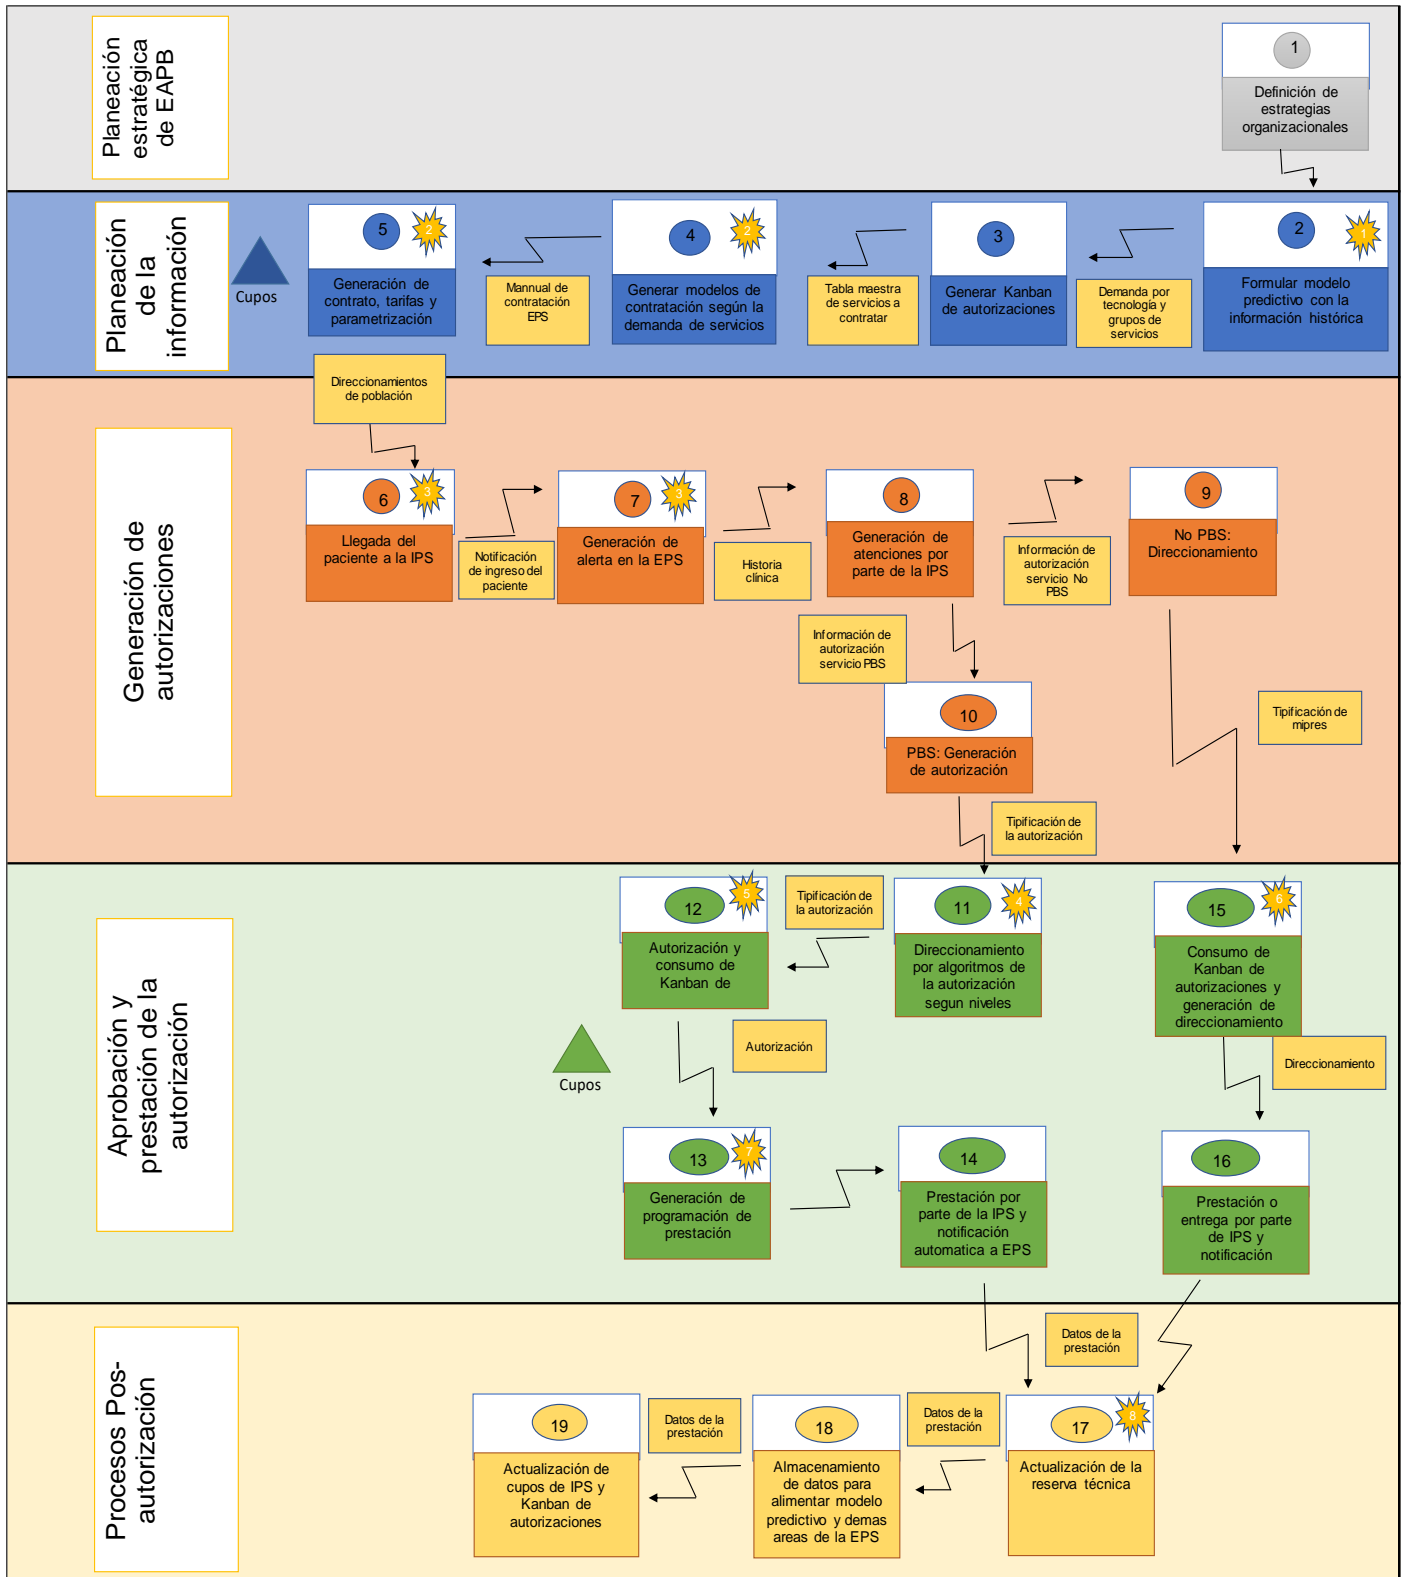 Planeación
estratégica
de EAPB
1
Definición de
estrategias
organizacionales
Planeación
de la
información
Cupos
5
2
Generación de
contrato, tarifas y
parametrización
Mannual de
contratación
EPS
4
2
Generar modelos de
contratación según la
demanda de servicios
Tabla maestra
de servicios a
contratar
3
Generar Kanban
de autorizaciones
Demanda por
tecnología y
grupos de
servicios
2
1
Formular modelo
predictivo con la
información histórica
Direccionamientos
de población
Generación de
autorizaciones
6
3
Llegada del
paciente a la IPS
Notificación
de ingreso del
paciente
7
3
Generación de
alerta en la EPS
Historia
clínica
8
Generación de
atenciones por
parte de la IPS
Información de
autorización
servicio No
PBS
9
No PBS:
Direccionamiento
Información de
autorización
servicio PBS
10
PBS: Generación
de autorización
Tipificación de
mipres
Tipificación de
la autorización
Aprobación y
prestación de la
autorización
12
5
Autorización y
consumo de
Kanban de
Tipificación de
la autorización
11
4
Direccionamiento
por algoritmos de
la autorización
segun niveles
15
6
Consumo de
Kanban de
autorizaciones y
generación de
direccionamiento
Cupos
Autorización
Direccionamiento
13
7
Generación de
programación de
prestación
14
Prestación por
parte de la IPS y
notificación
automatica a EPS
16
Prestación o
entrega por parte
de IPS y
notificación
Procesos Pos-
autorización
Datos de la
prestación
19
Actualización de
cupos de IPS y
Kanban de
autorizaciones
Datos de la
prestación
18
Almacenamiento
de datos para
alimentar modelo
predictivo y demas
areas de la EPS
Datos de la
prestación
17
8
Actualización de la
reserva técnica